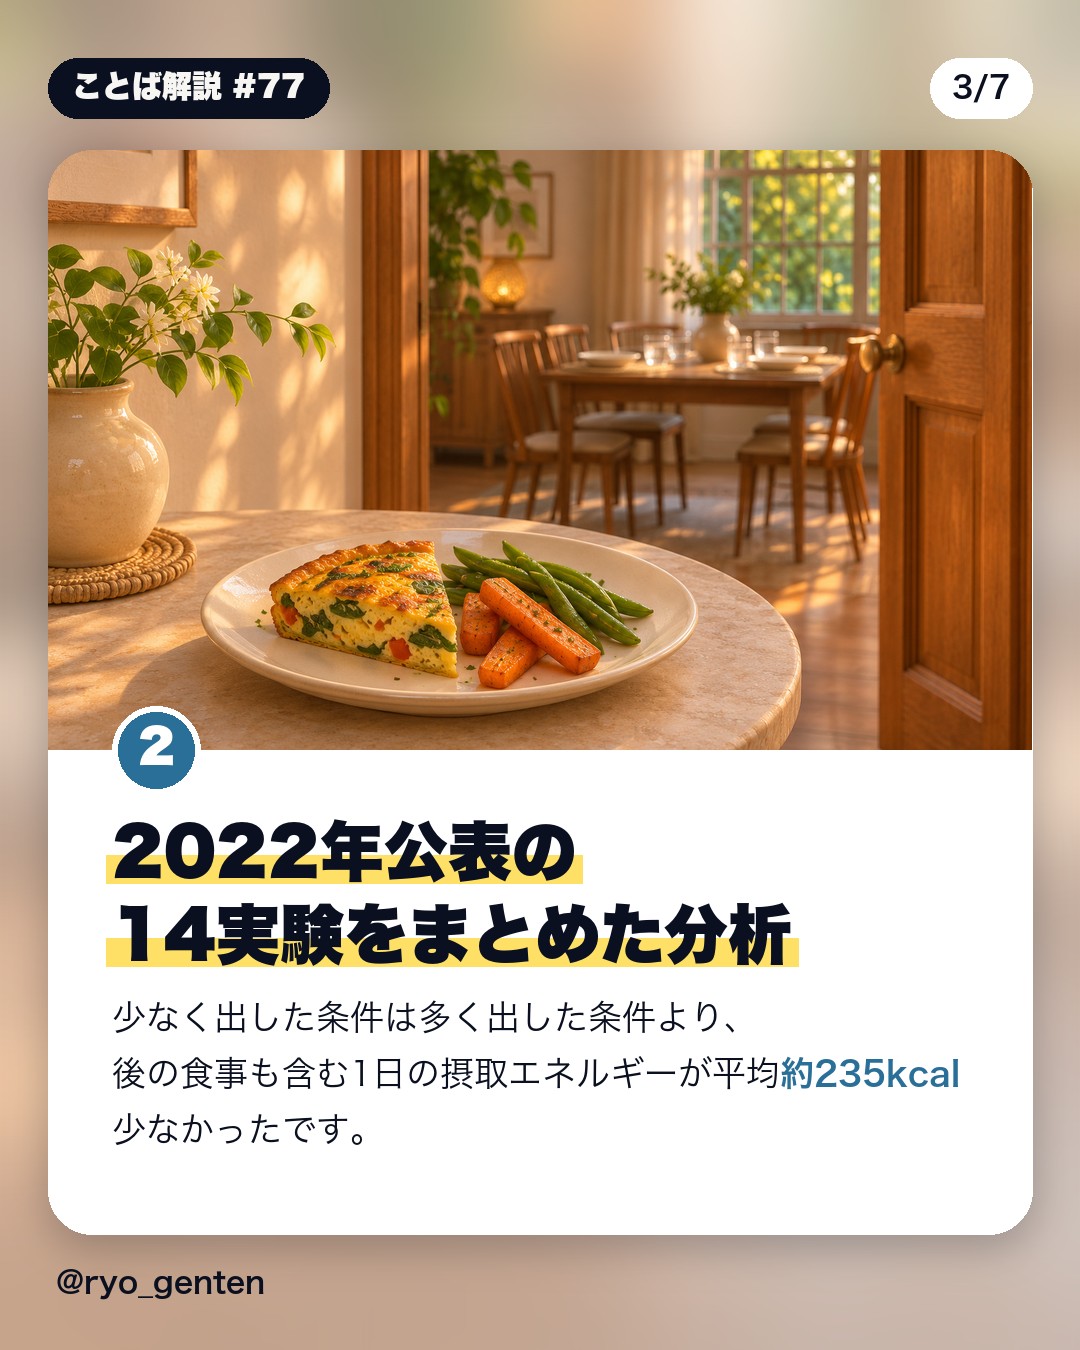 ことば解説 #77
3/7
2
2022年公表の
14実験をまとめた分析
少なく出した条件は多く出した条件より、
後の食事も含む1日の摂取エネルギーが平均約235kcal
少なかったです。
@ryo_genten